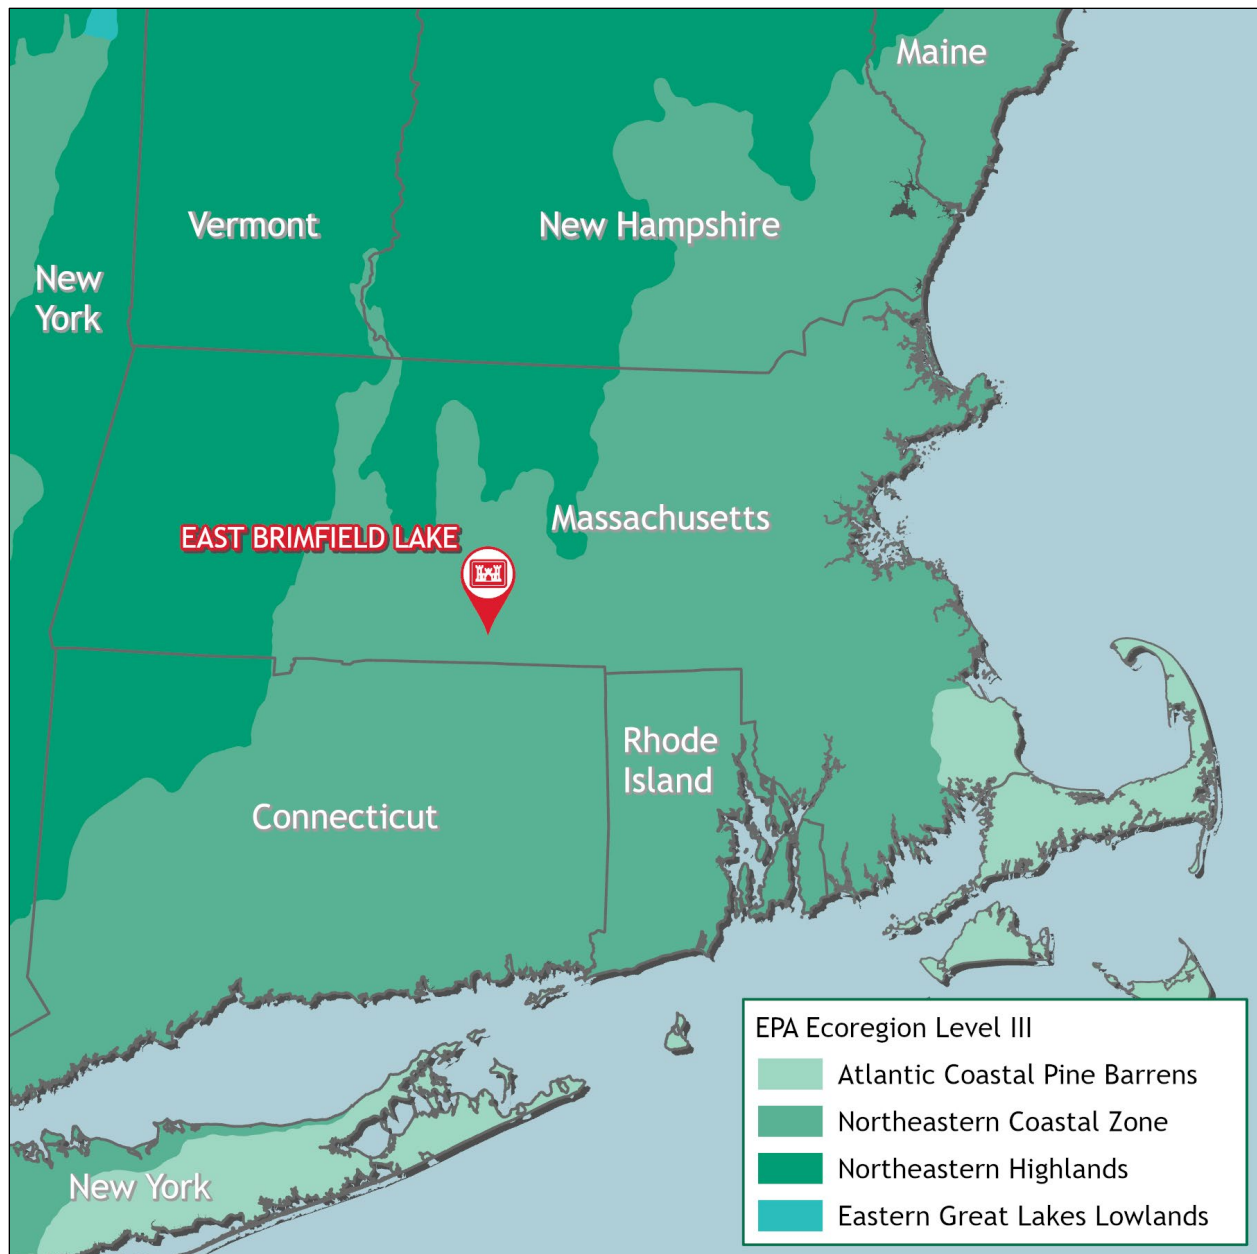 Maine
Vermont
New Hampshire
New
York
EAST BRIMFIELD LAKE
Massachusetts
Rhode
Island
Connecticut
New York
EPA Ecoregion Level III
Atlantic Coastal Pine Barrens
Northeastern Coastal Zone
Northeastern Highlands
Eastern Great Lakes Lowlands